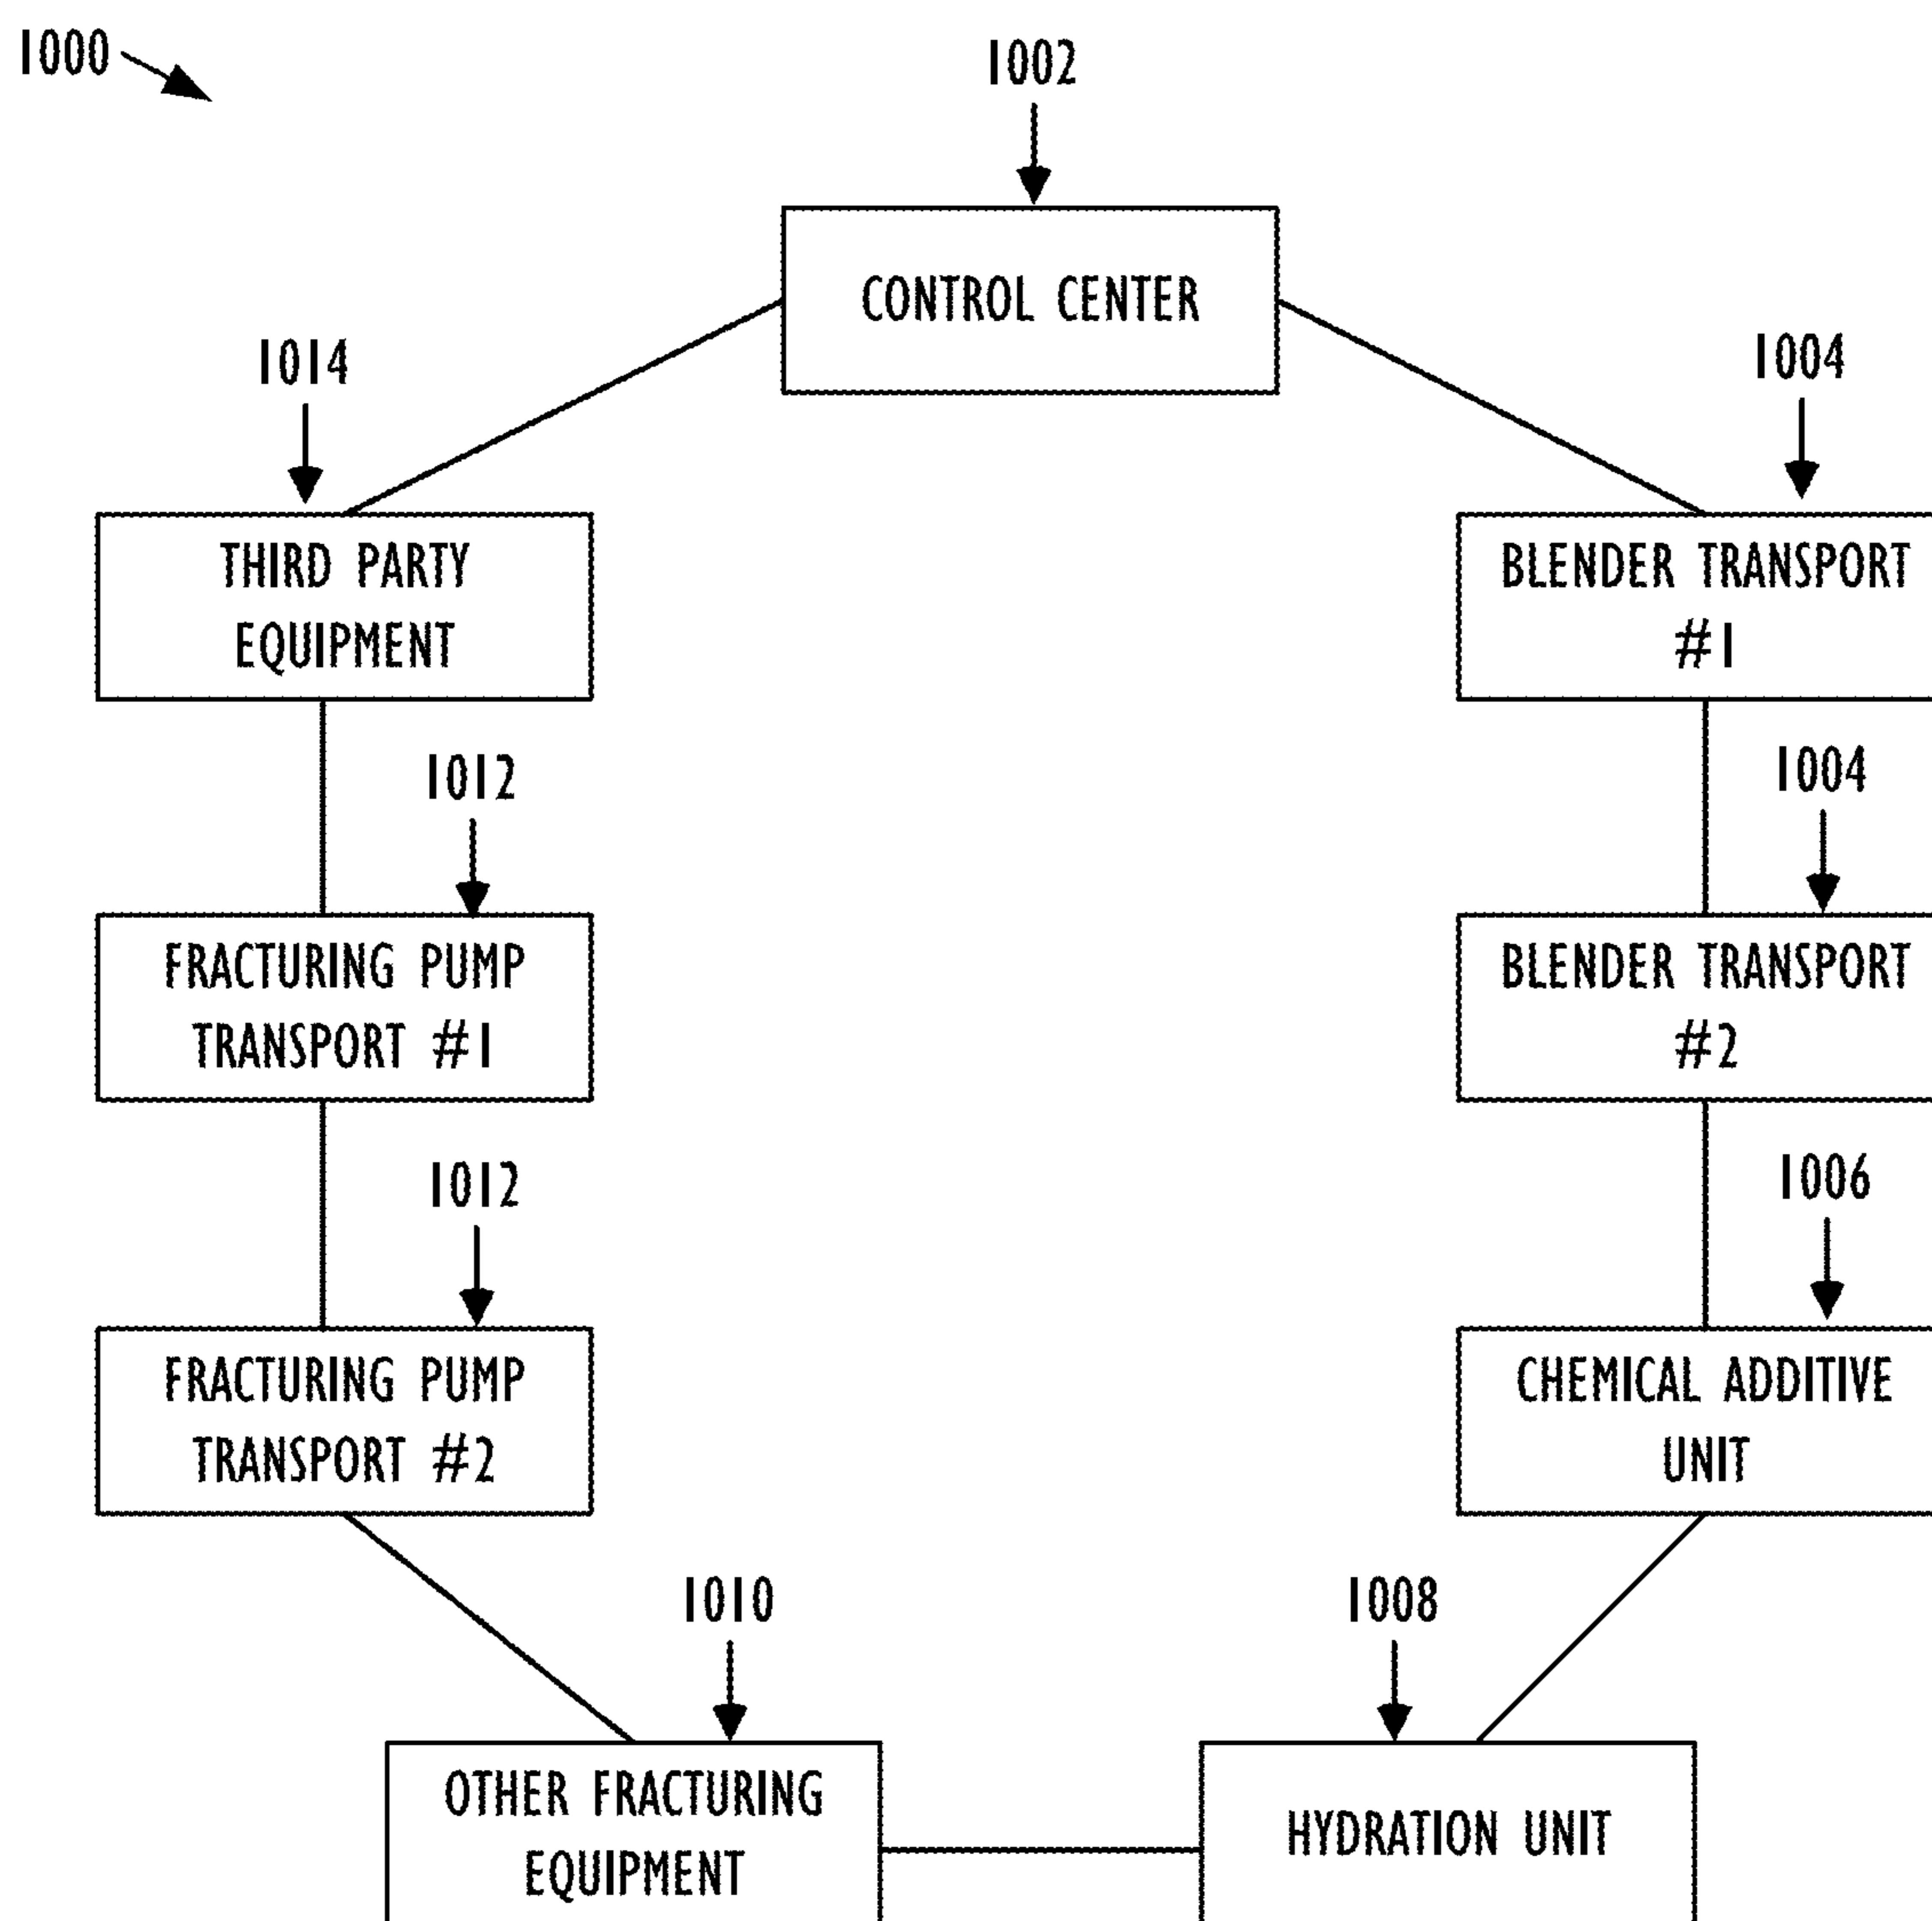 1000
1002
CONTROL CENTER
1014
1004
THIRD PARTY
EQUIPMENT
BLENDER TRANSPORT
#1
1012
1004
FRACTURING PUMP
TRANSPORT #1
BLENDER TRANSPORT
#2
1012
1006
FRACTURING PUMP
TRANSPORT #2
CHEMICAL ADDITIVE
UNIT
1010
1008
OTHER FRACTURING
EQUIPMENT
HYDRATION UNIT